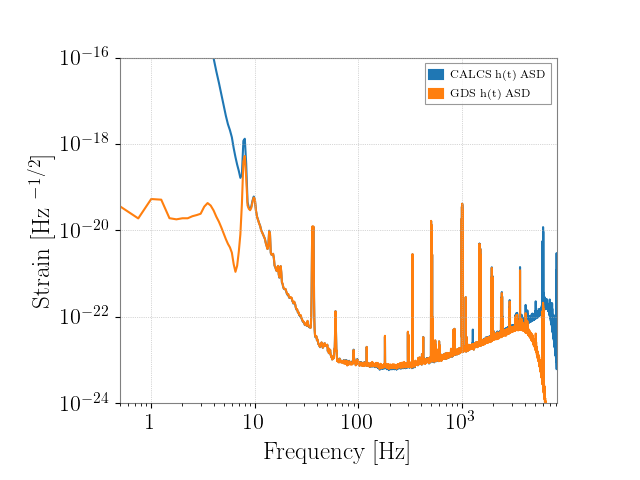 10^−16
10^−18
10^−20
10^−22
10^−24
Strain [Hz ^−1/2]
CALCS h(t) ASD
GDS h(t) ASD
1 10 100 10^3
Frequency [Hz]